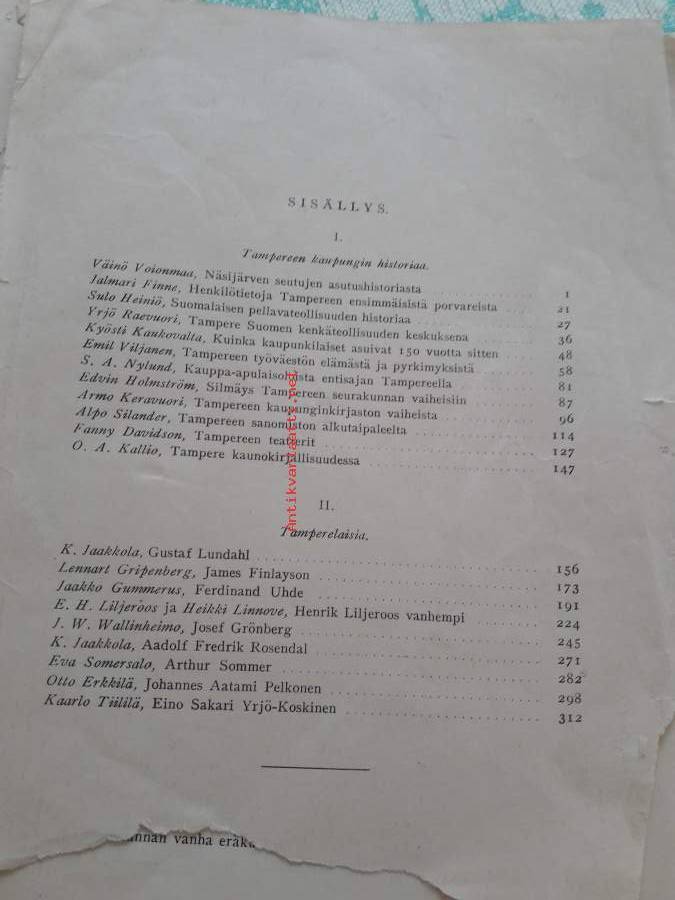 SISÄLLYS.
I.
Tampereen kaupungin historiaa.
Väinö Voionmaa, Näsijärven seutujen asutushistoriasta 1
Jalmari Finne, Henkilötietoja Tampereen ensimmäisistä porvareista 21
Sulo Heiniö, Suomalaisen pellavateollisuuden historiaa 27
Yrjö Raevuori, Tampere Suomen kenkäteollisuuden keskuksena 36
Kyösti Kaukovalta, Kuinka kaupunkilaiset asuivat 150 vuotta sitten 48
Emil Viljanen, Tampereen työväestön elämästä ja pyrkimyksistä 58
S. A. Nylund, Kauppa-apulaisoloista entisajan Tampereella 81
Edvin Holmström, Silmäys Tampereen seurakunnan vaiheisiin 87
Armo Keravuori, Tampereen kaupunginkirjaston vaiheista 96
Alpo Silander, Tampereen sanomiston alkutaipaleelta 114
Fanny Davidson, Tampereen teatterit 127
O. A. Kallio, Tampere kaunokirjallisuudessa 147
II.
Tamperelaisia.
K. Jaakkola, Gustaf Lundahl 156
Lennart Gripenberg, James Finlayson 173
Jaakko Gummerus, Ferdinand Uhde 191
E. H. Liljeroos ja Heikki Linnove, Henrik Liljeroos vanhempi 224
J. W. Wallinheimo, Josef Grönberg 245
K. Jaakkola, Aadolf Fredrik Rosendal 271
Eva Somersalo, Arthur Sommer 282
Otto Erkkilä, Johannes Aatami Pelkonen 298
Kaarlo Tiililä, Eino Sakari Yrjö-Koskinen 312
vanha